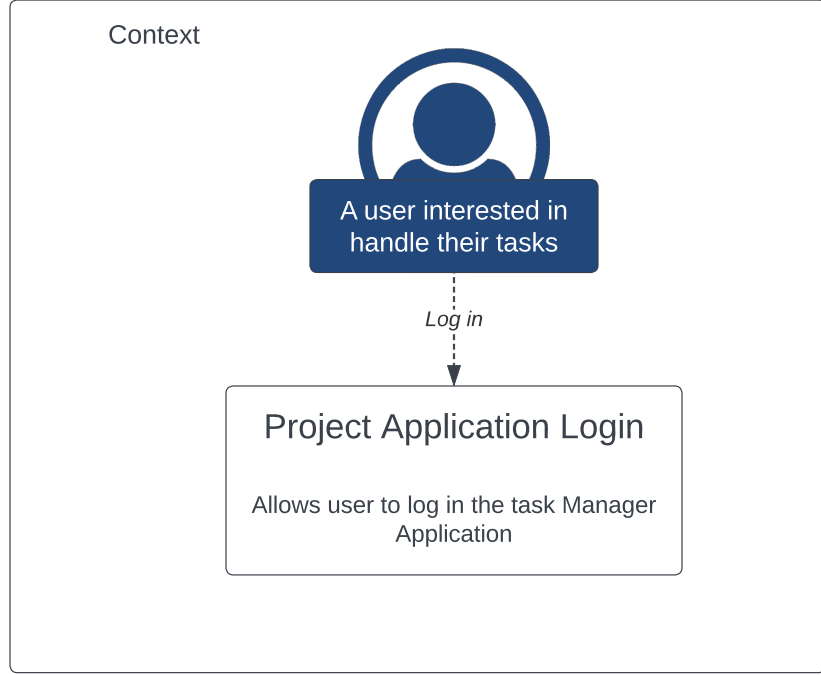 Context
A user interested in
handle their tasks
Log in
Project Application Login
Allows user to log in the task Manager
Application